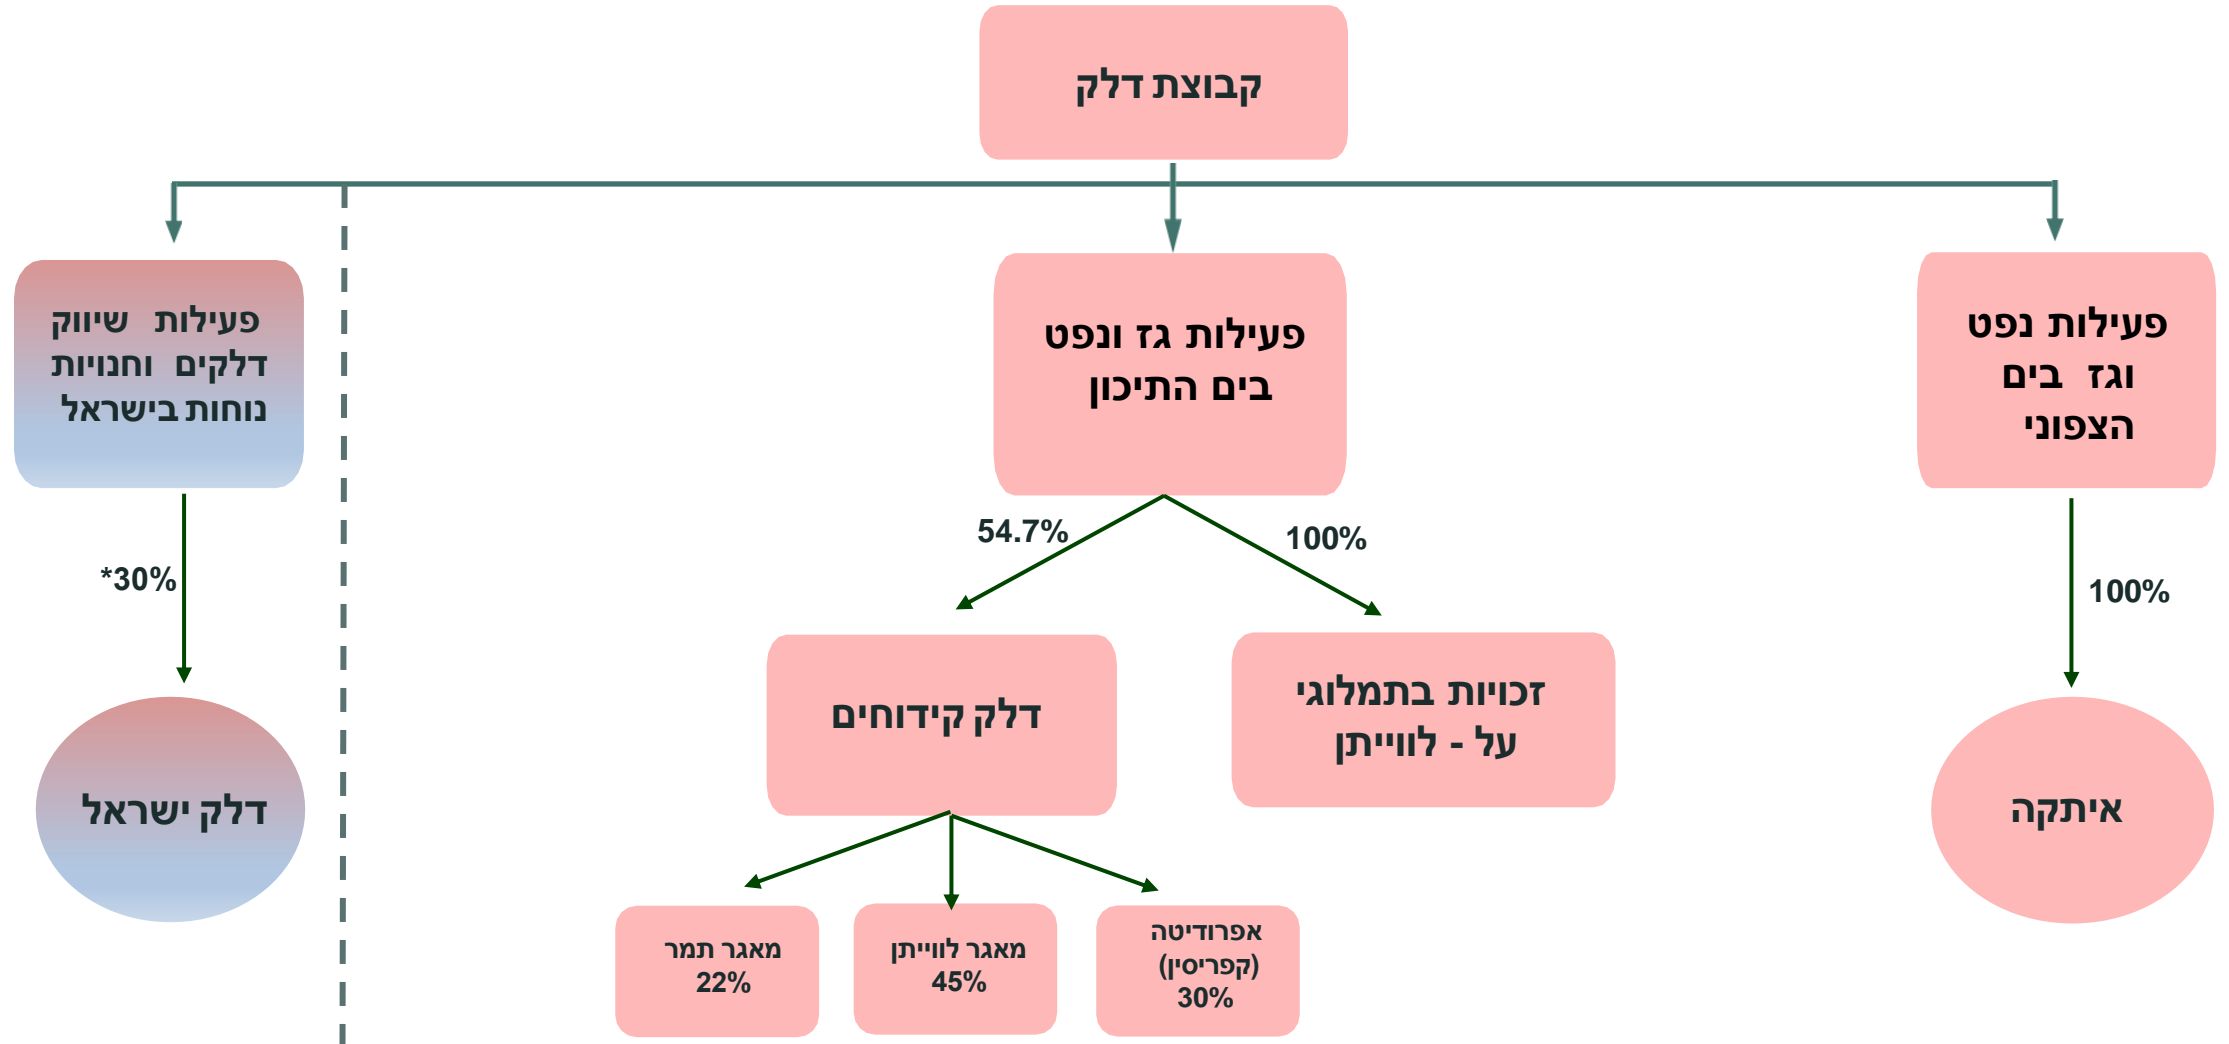 קבוצת דלק
פעילות נפט
וגז בים
הצפוני
פעילות גז ונפט
בים התיכון
פעילות שיווק
דלקים וחנויות
נוחות בישראל
100%
100%
54.7%
*30%
איתקה
זכויות בתמלוגי
על - לווייתן
דלק קידוחים
דלק ישראל
אפרודיטה
(קפריסין)
30%
מאגר לווייתן
45%
מאגר תמר
22%